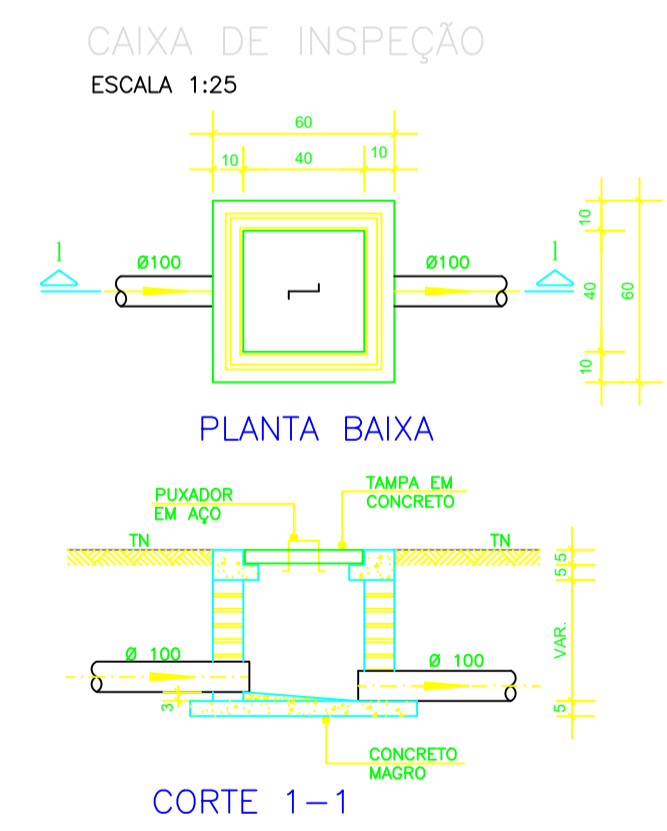 CAIXA DE INSPEÇÃO
ESCALA 1:25
60
10 40 10
1 Ø100 Ø100 1
10
40
60
10
PLANTA BAIXA
PUXADOR
EM AÇO
TAMPA EM
CONCRETO
TN TN
5
5
VAR.
Ø 100 Ø 100
3
5
CONCRETO
MAGRO
CORTE 1-1